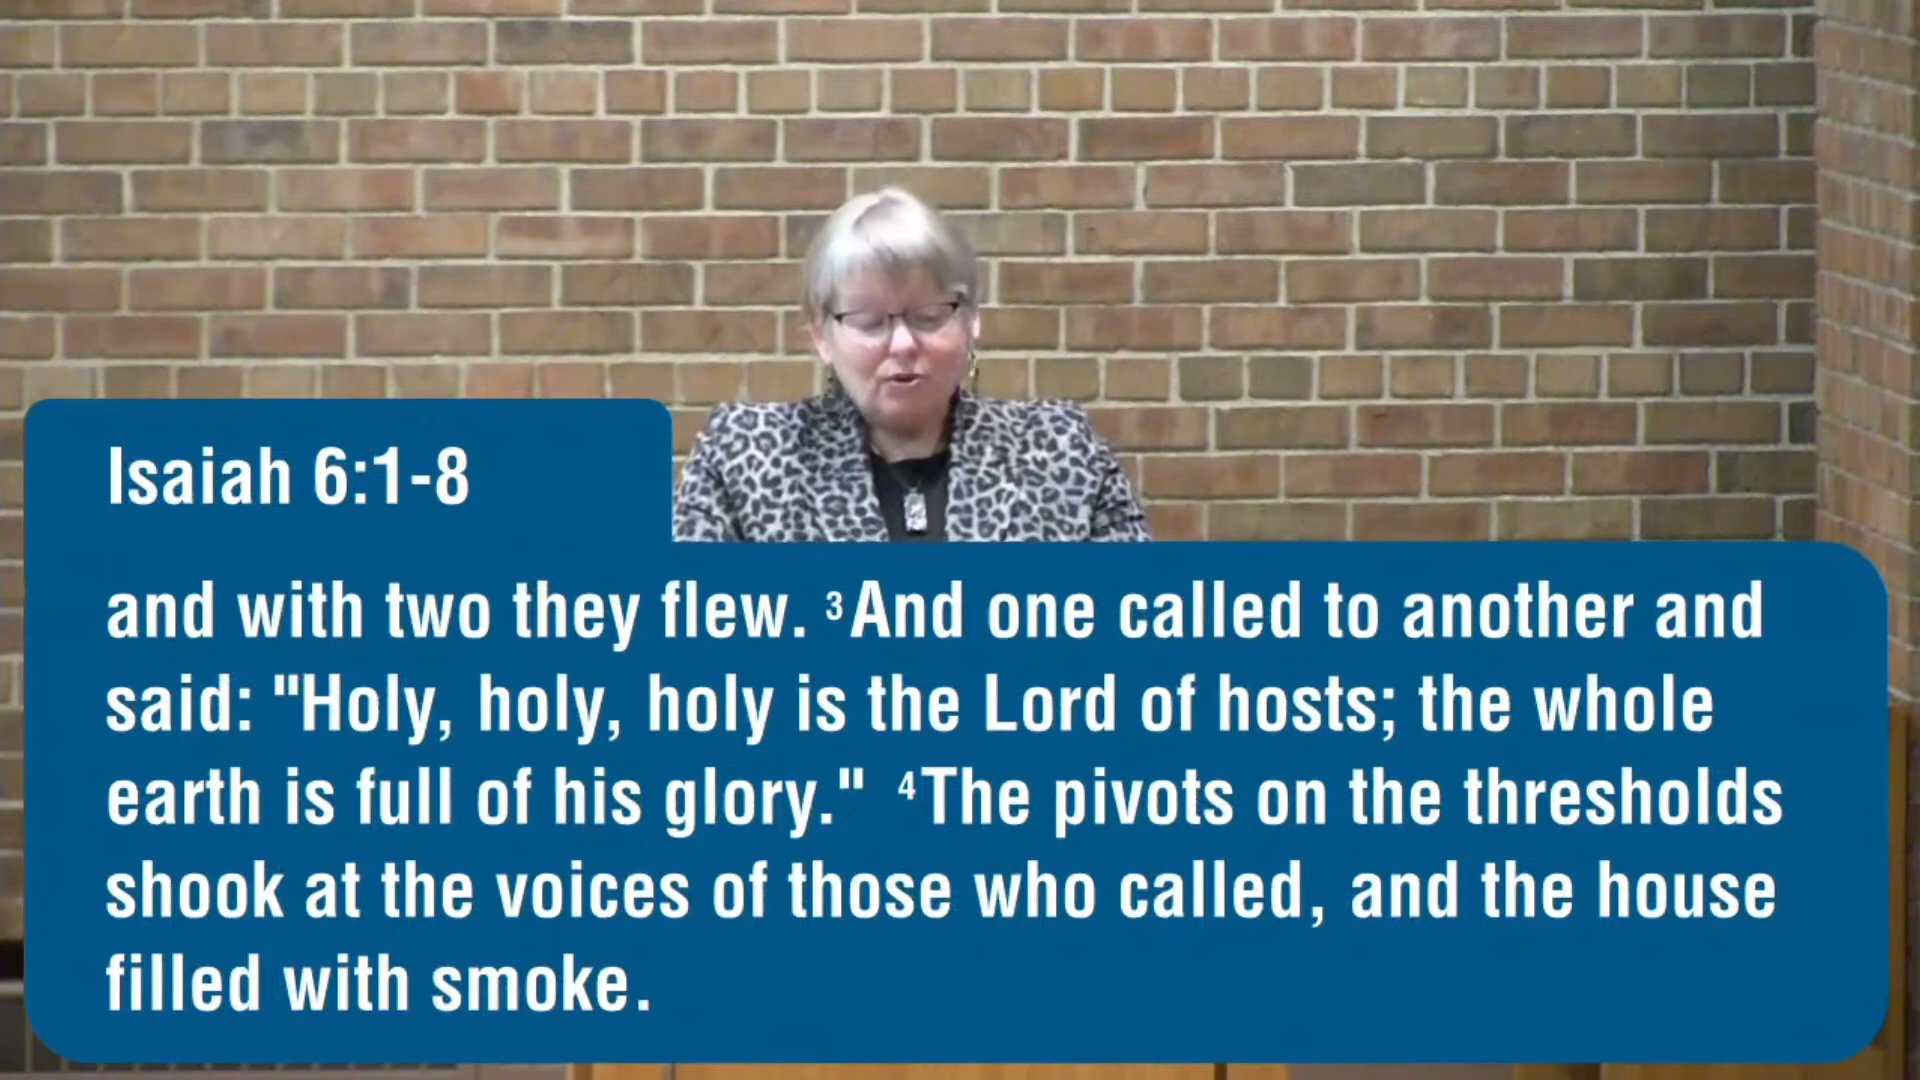 Isaiah 6:1-8
and with two they flew. ³And one called to another and
said: "Holy, holy, holy is the Lord of hosts; the whole
earth is full of his glory." ⁴The pivots on the thresholds
shook at the voices of those who called, and the house
filled with smoke.